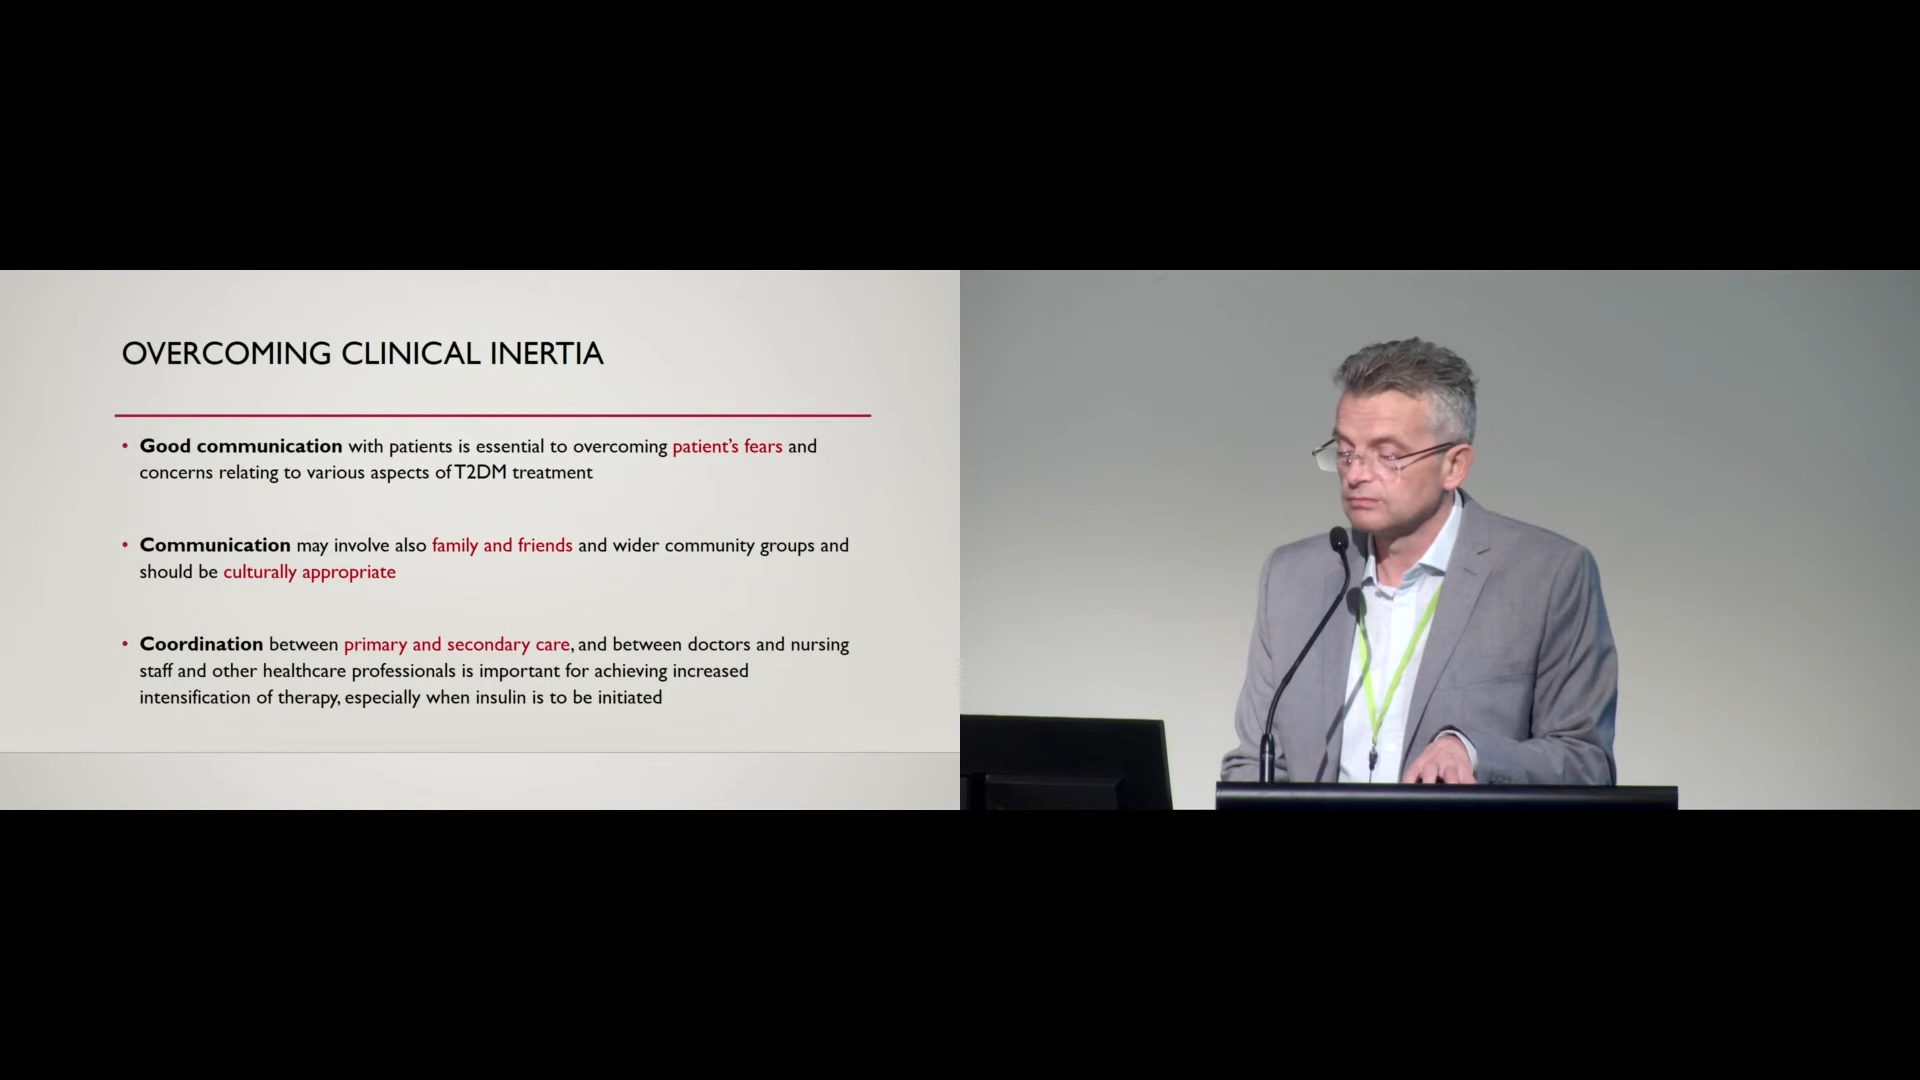 OVERCOMING CLINICAL INERTIA
• Good communication with patients is essential to overcoming patient's fears and
concerns relating to various aspects of T2DM treatment
• Communication may involve also family and friends and wider community groups and
should be culturally appropriate
• Coordination between primary and secondary care, and between doctors and nursing
staff and other healthcare professionals is important for achieving increased
intensification of therapy, especially when insulin is to be initiated